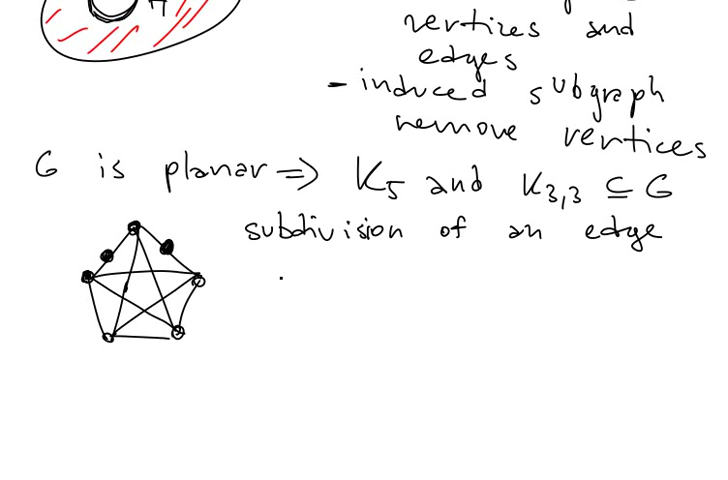 vertices and
edges
- induced subgraph
remove vertices
G is planar ⇒ K5 and K3,3 ⊆ G
subdivision of an edge